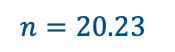 n = 20.23